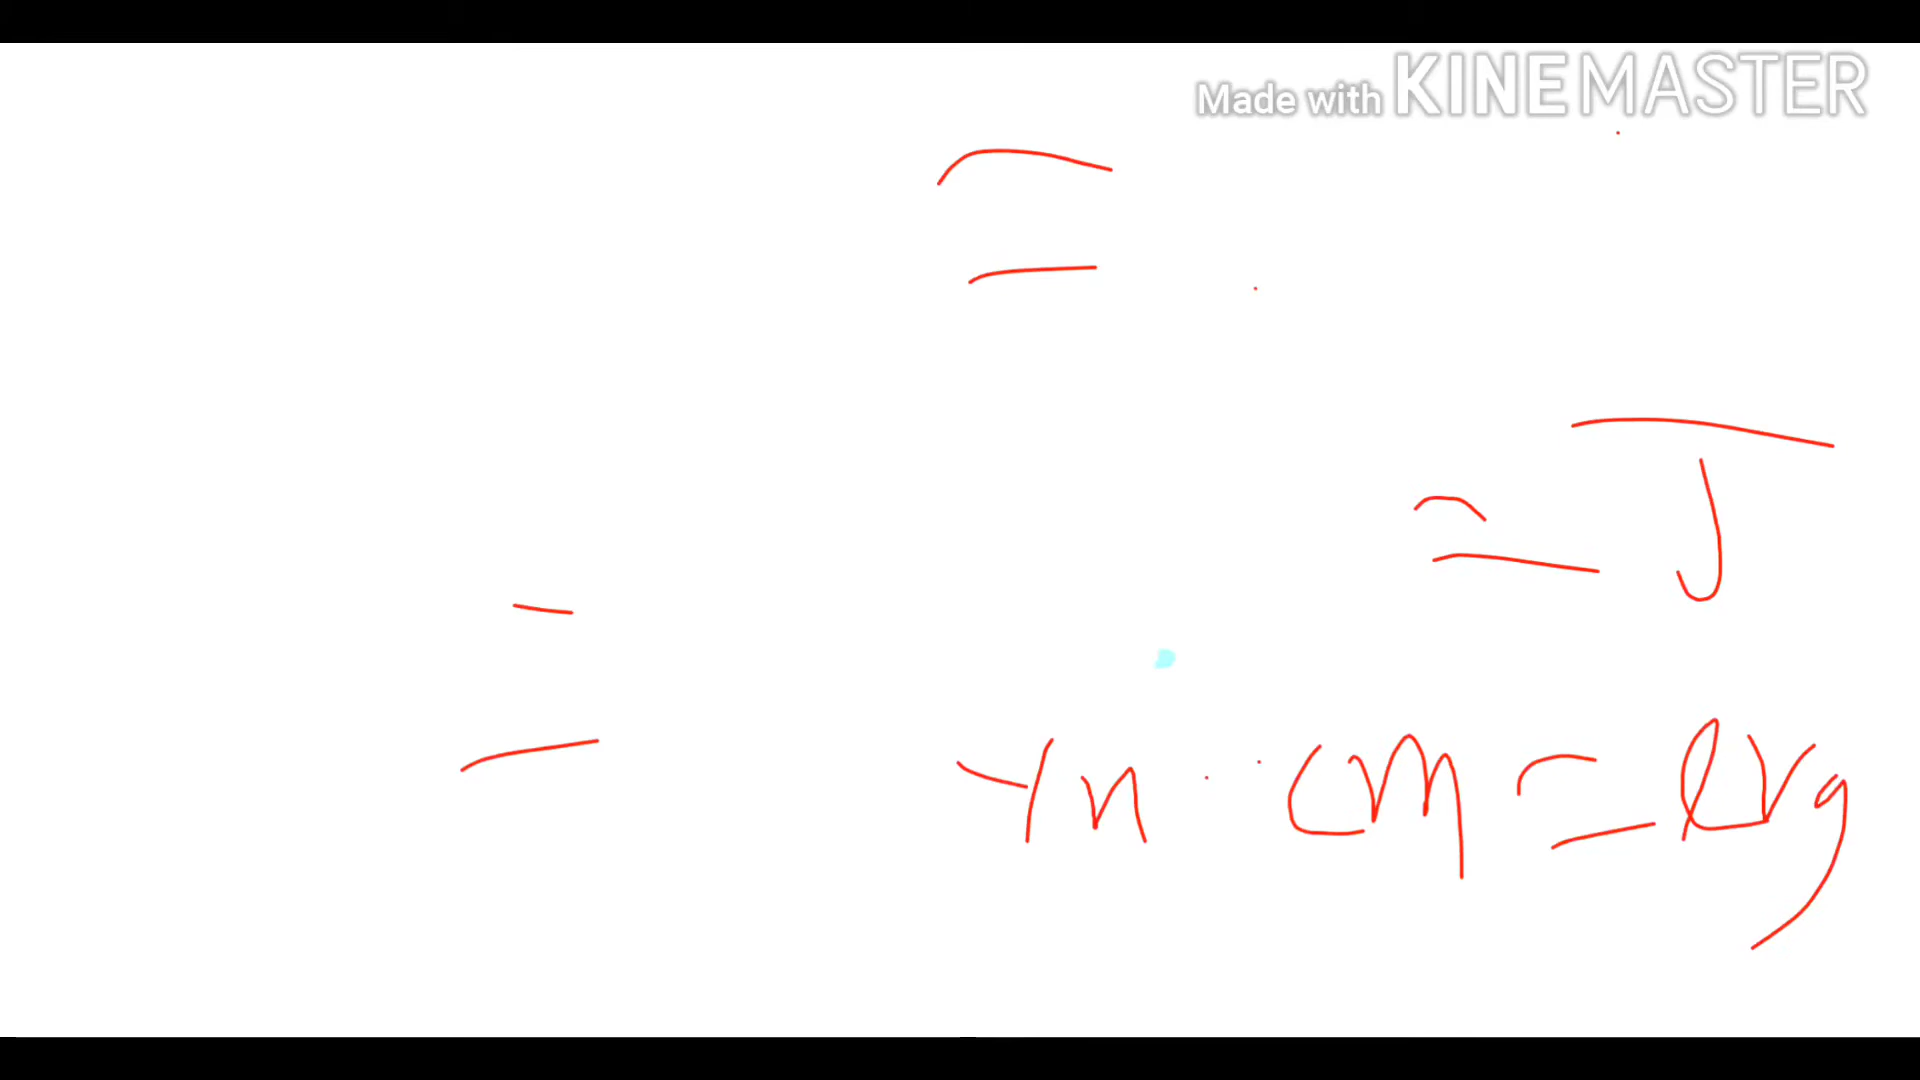 Made with KINEMASTER
= J
yn . cm = erg